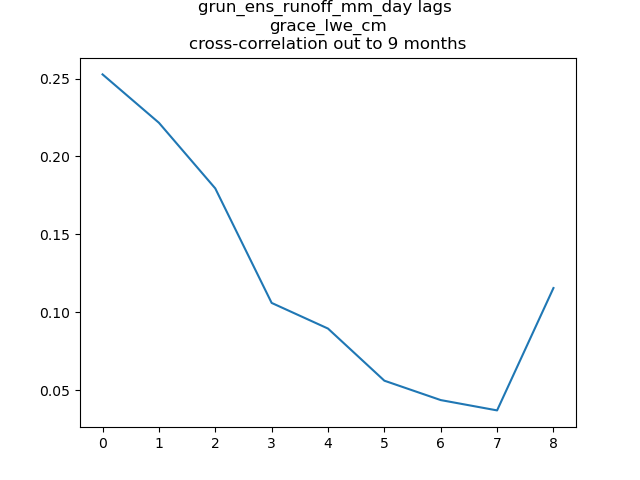 grun_ens_runoff_mm_day lags
grace_lwe_cm
cross-correlation out to 9 months
0.25
0.20
0.15
0.10
0.05
0 1 2 3 4 5 6 7 8